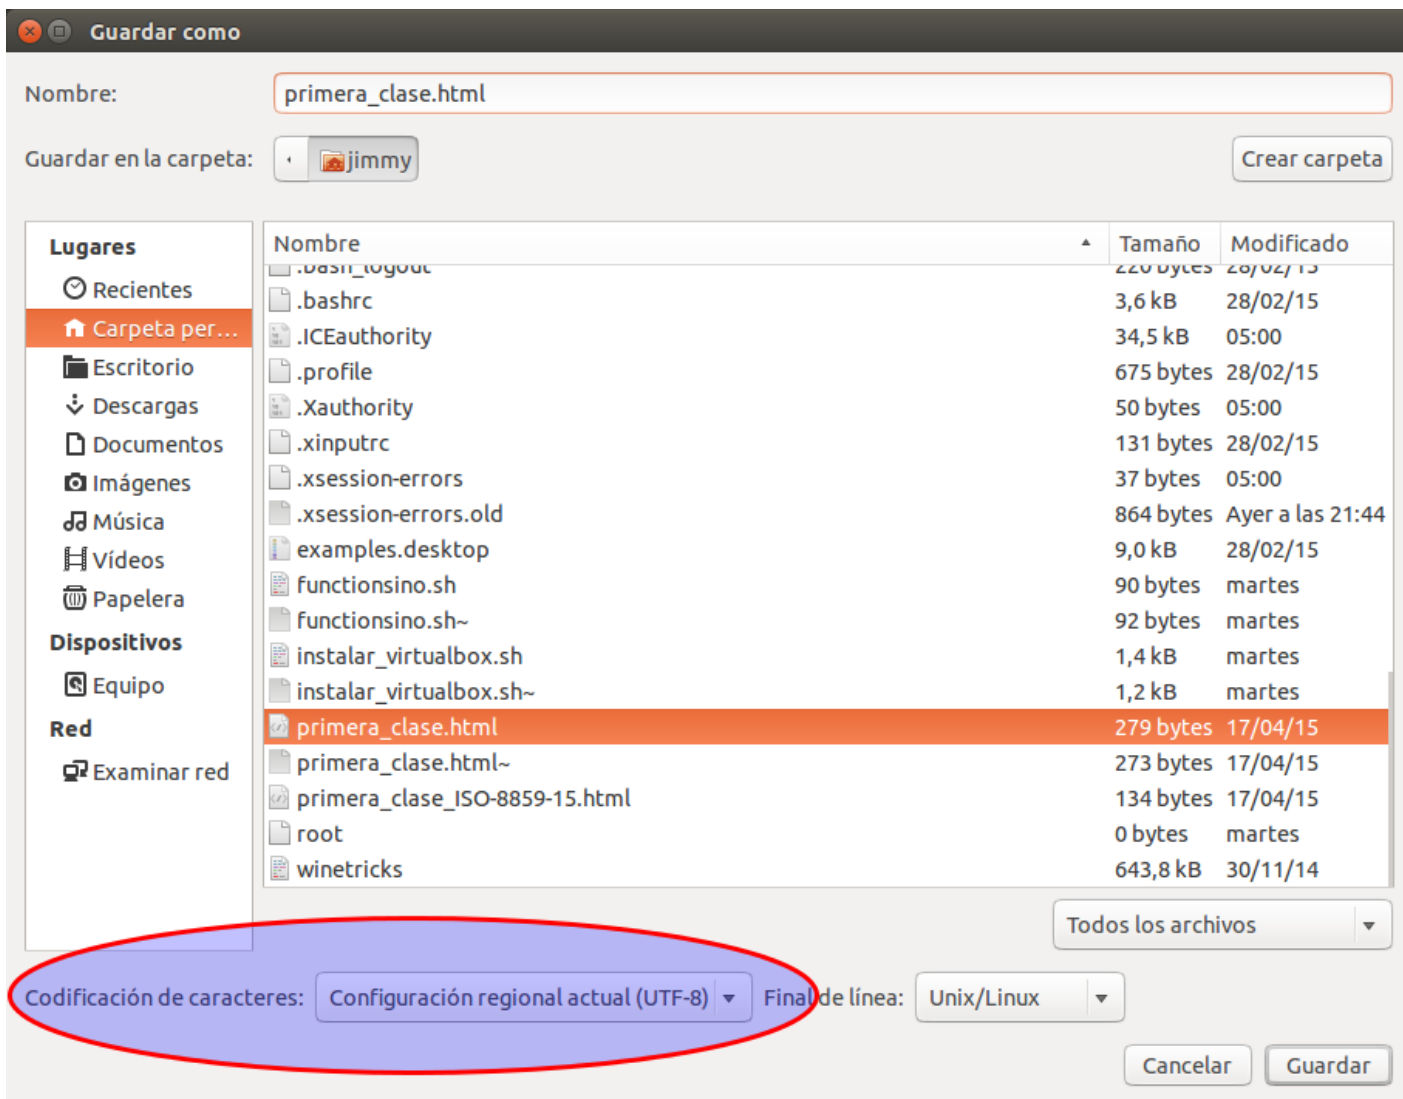 Guardar como
Nombre: primera_clase.html
Guardar en la carpeta: jimmy Crear carpeta
Lugares
Recientes
Carpeta per...
Escritorio
Descargas
Documentos
Imágenes
Música
Vídeos
Papelera
Dispositivos
Equipo
Red
Examinar red
Nombre Tamaño Modificado
.bash_logout 220 bytes 28/02/15
.bashrc 3,6 kB 28/02/15
.ICEauthority 34,5 kB 05:00
.profile 675 bytes 28/02/15
.Xauthority 50 bytes 05:00
.xinputrc 131 bytes 28/02/15
.xsession-errors 37 bytes 05:00
.xsession-errors.old 864 bytes Ayer a las 21:44
examples.desktop 9,0 kB 28/02/15
functionsino.sh 90 bytes martes
functionsino.sh~ 92 bytes martes
instalar_virtualbox.sh 1,4 kB martes
instalar_virtualbox.sh~ 1,2 kB martes
primera_clase.html 279 bytes 17/04/15
primera_clase.html~ 273 bytes 17/04/15
primera_clase_ISO-8859-15.html 134 bytes 17/04/15
root 0 bytes martes
winetricks 643,8 kB 30/11/14
Todos los archivos
Codificación de caracteres: Configuración regional actual (UTF-8) Final de línea: Unix/Linux
Cancelar Guardar